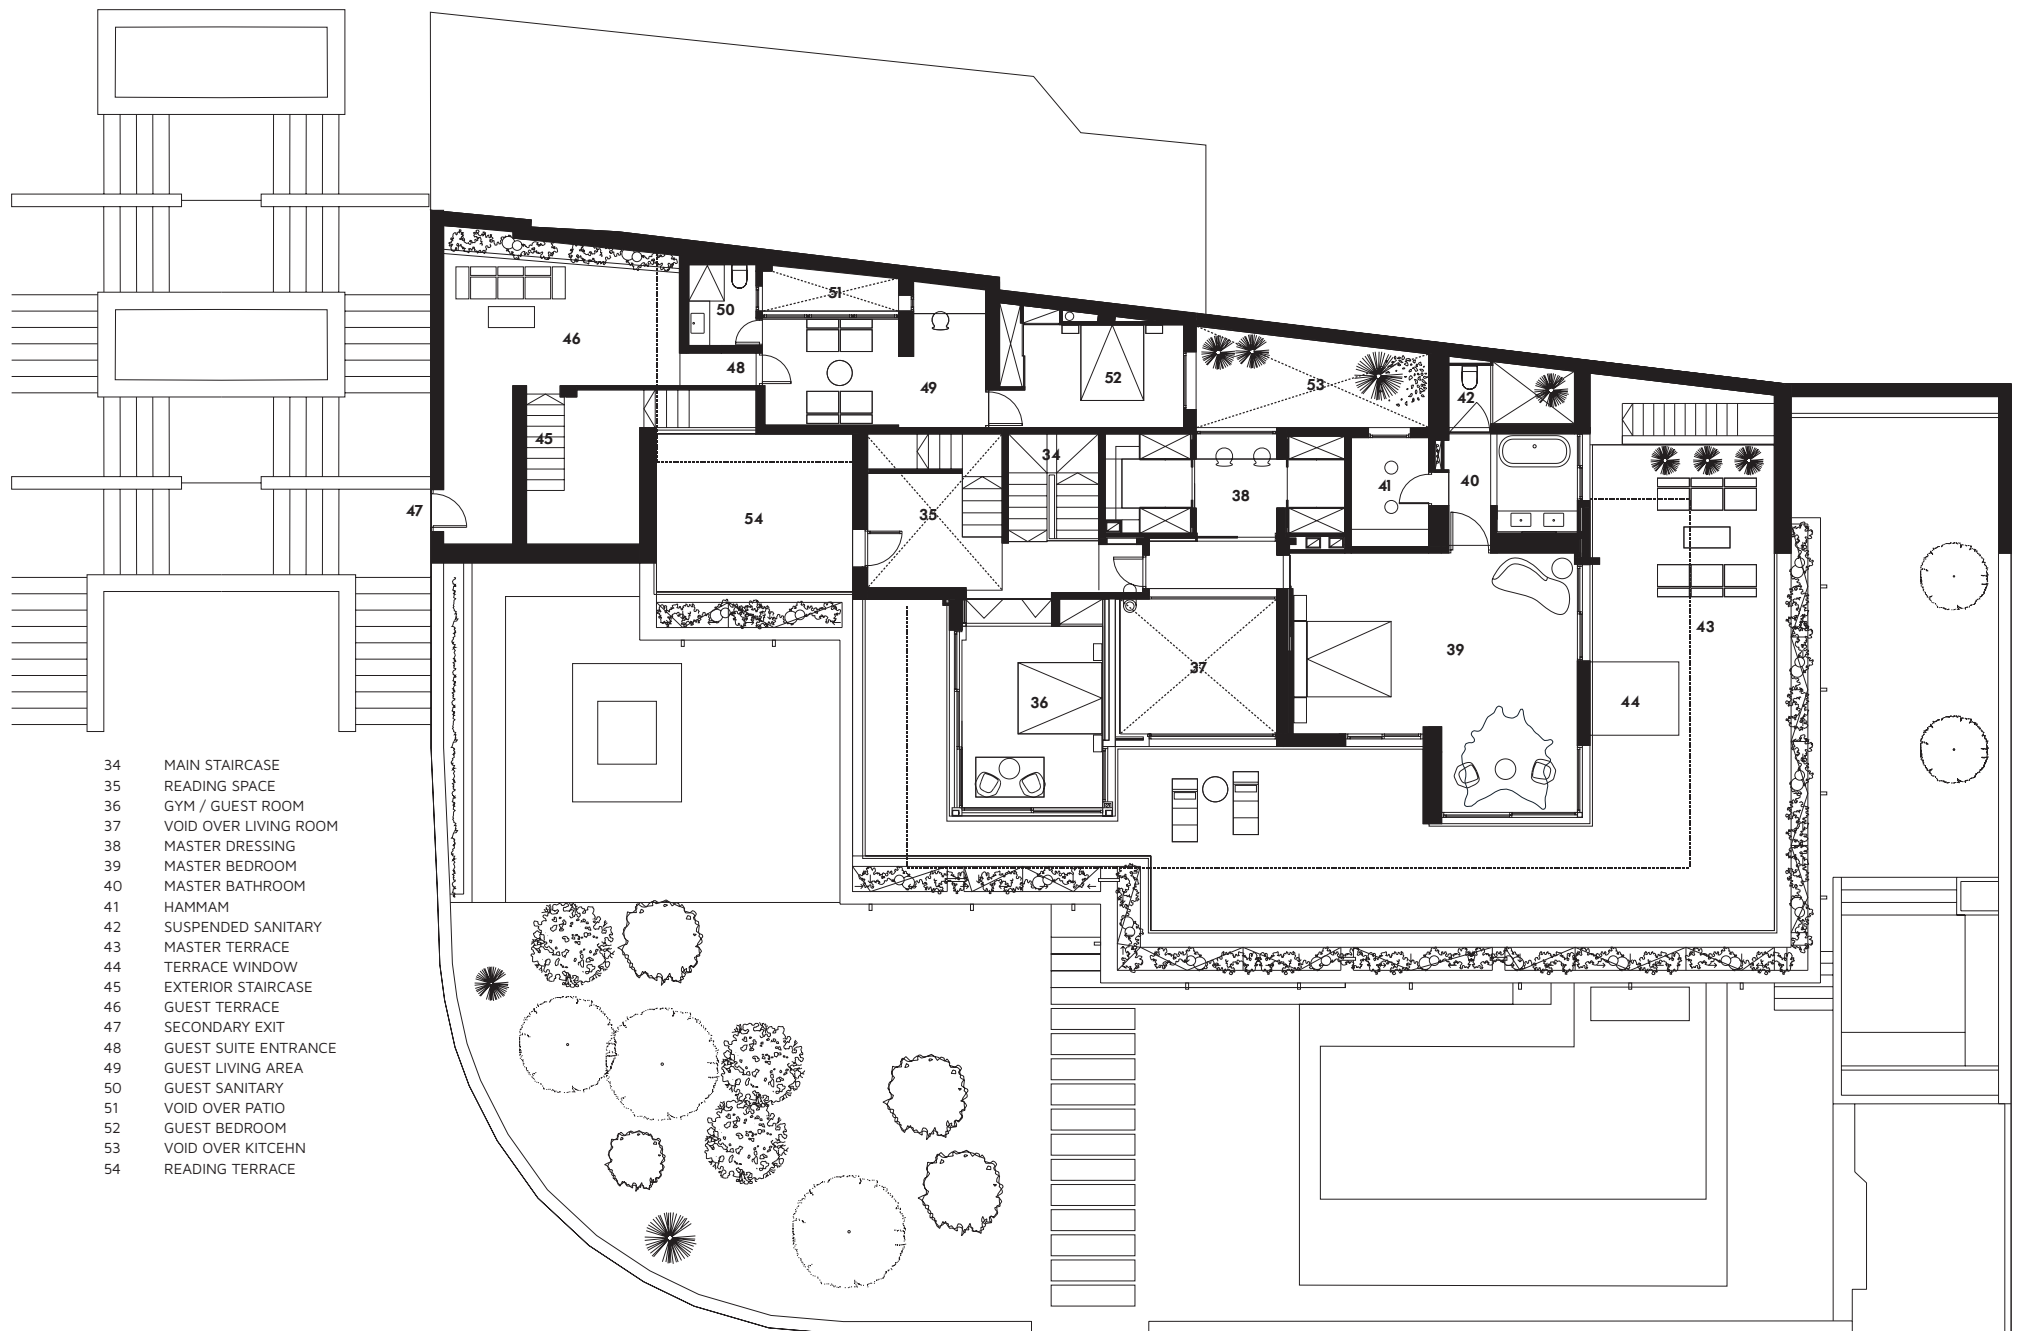 51
50
46
48
52
53
49
42
45
34
41
40
38
47
54
35
43
39
37
36
44
34 MAIN STAIRCASE
35 READING SPACE
36 GYM / GUEST ROOM
37 VOID OVER LIVING ROOM
38 MASTER DRESSING
39 MASTER BEDROOM
40 MASTER BATHROOM
41 HAMMAM
42 SUSPENDED SANITARY
43 MASTER TERRACE
44 TERRACE WINDOW
45 EXTERIOR STAIRCASE
46 GUEST TERRACE
47 SECONDARY EXIT
48 GUEST SUITE ENTRANCE
49 GUEST LIVING AREA
50 GUEST SANITARY
51 VOID OVER PATIO
52 GUEST BEDROOM
53 VOID OVER KITCEHN
54 READING TERRACE